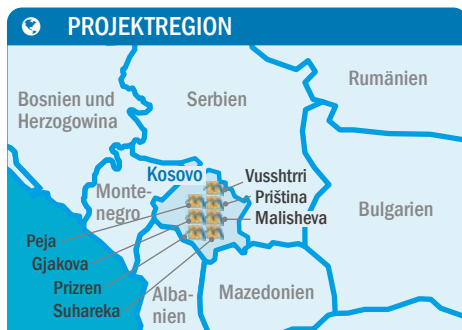 PROJEKTREGION
Rumänien
Bosnien und
Herzogowina
Serbien
Kosovo
Vusshtrri
Priština
Malisheva
Monte-
negro
Bulgarien
Peja
Gjakova
Prizren
Suhareka
Alba-
nien
Mazedonien